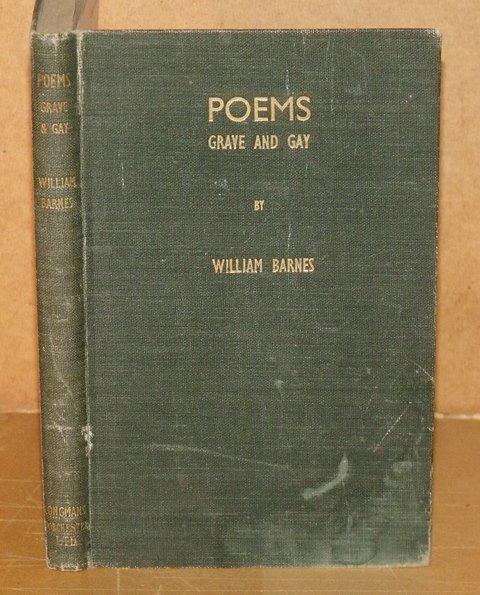 POEMS
GRAVE
& GAY
WILLIAM
BARNES
LONGMANS
DORCHESTER
LTD
POEMS
GRAVE AND GAY
BY
WILLIAM BARNES